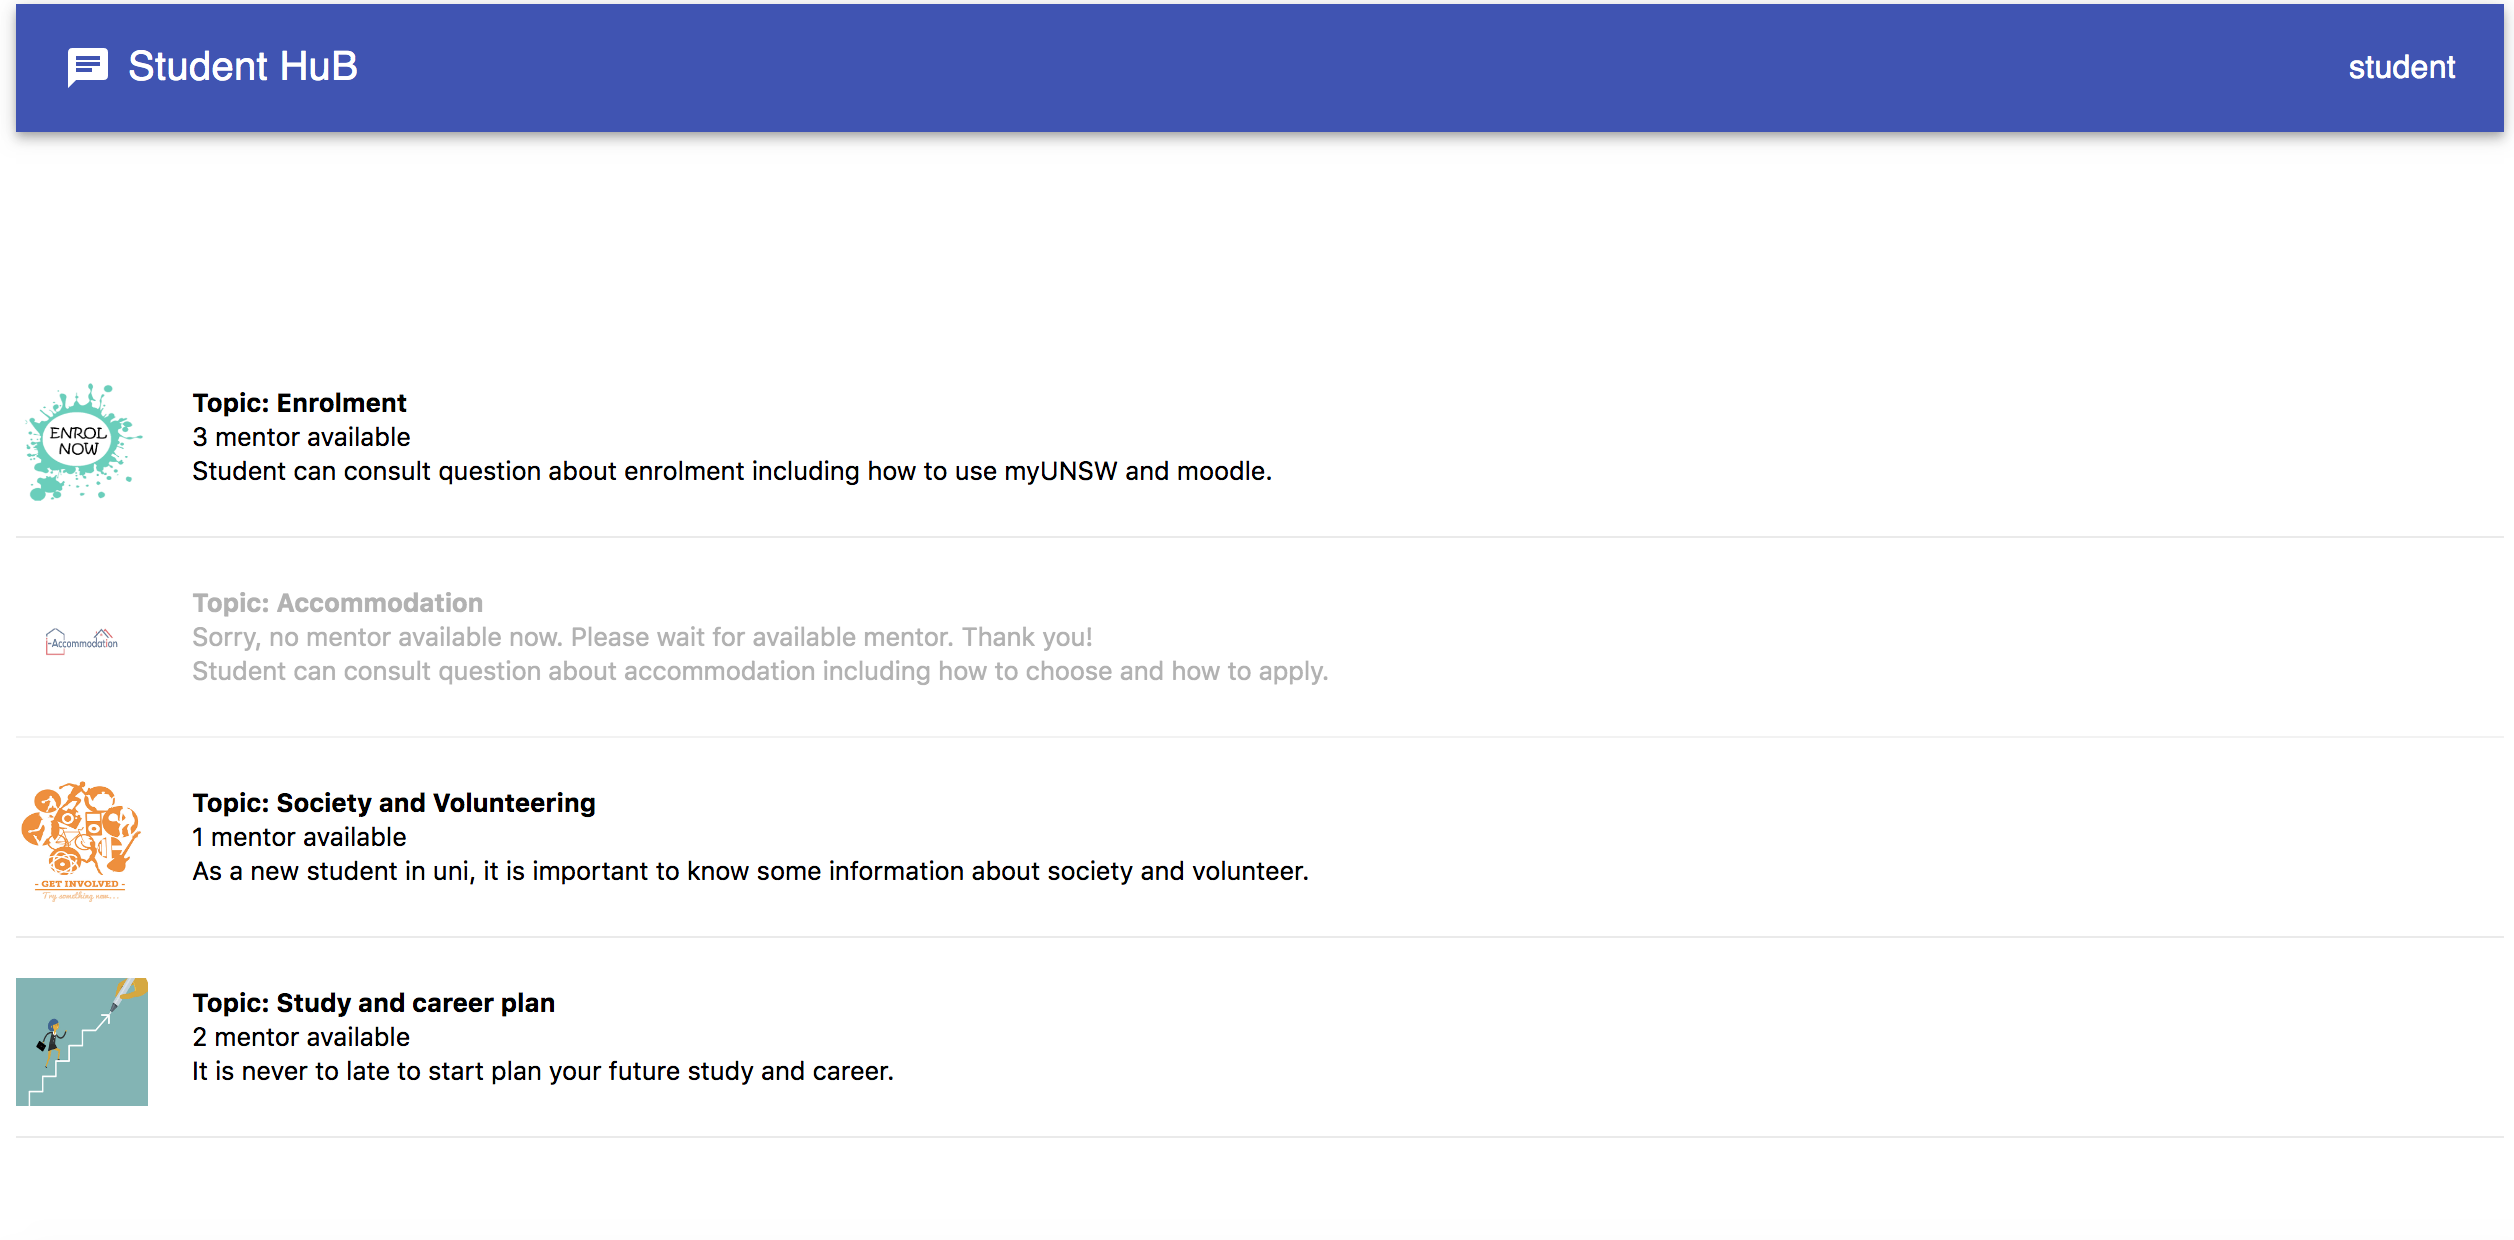 Student HuB
student
ENROL
NOW
Topic: Enrolment
3 mentor available
Student can consult question about enrolment including how to use myUNSW and moodle.
Topic: Accommodation
Sorry, no mentor available now. Please wait for available mentor. Thank you!
-Accommodation
Student can consult question about accommodation including how to choose and how to apply.
Topic: Society and Volunteering
1 mentor available
As a new student in uni, it is important to know some information about society and volunteer.
- GET INVOLVED -
Try something new...
Topic: Study and career plan
2 mentor available
It is never to late to start plan your future study and career.